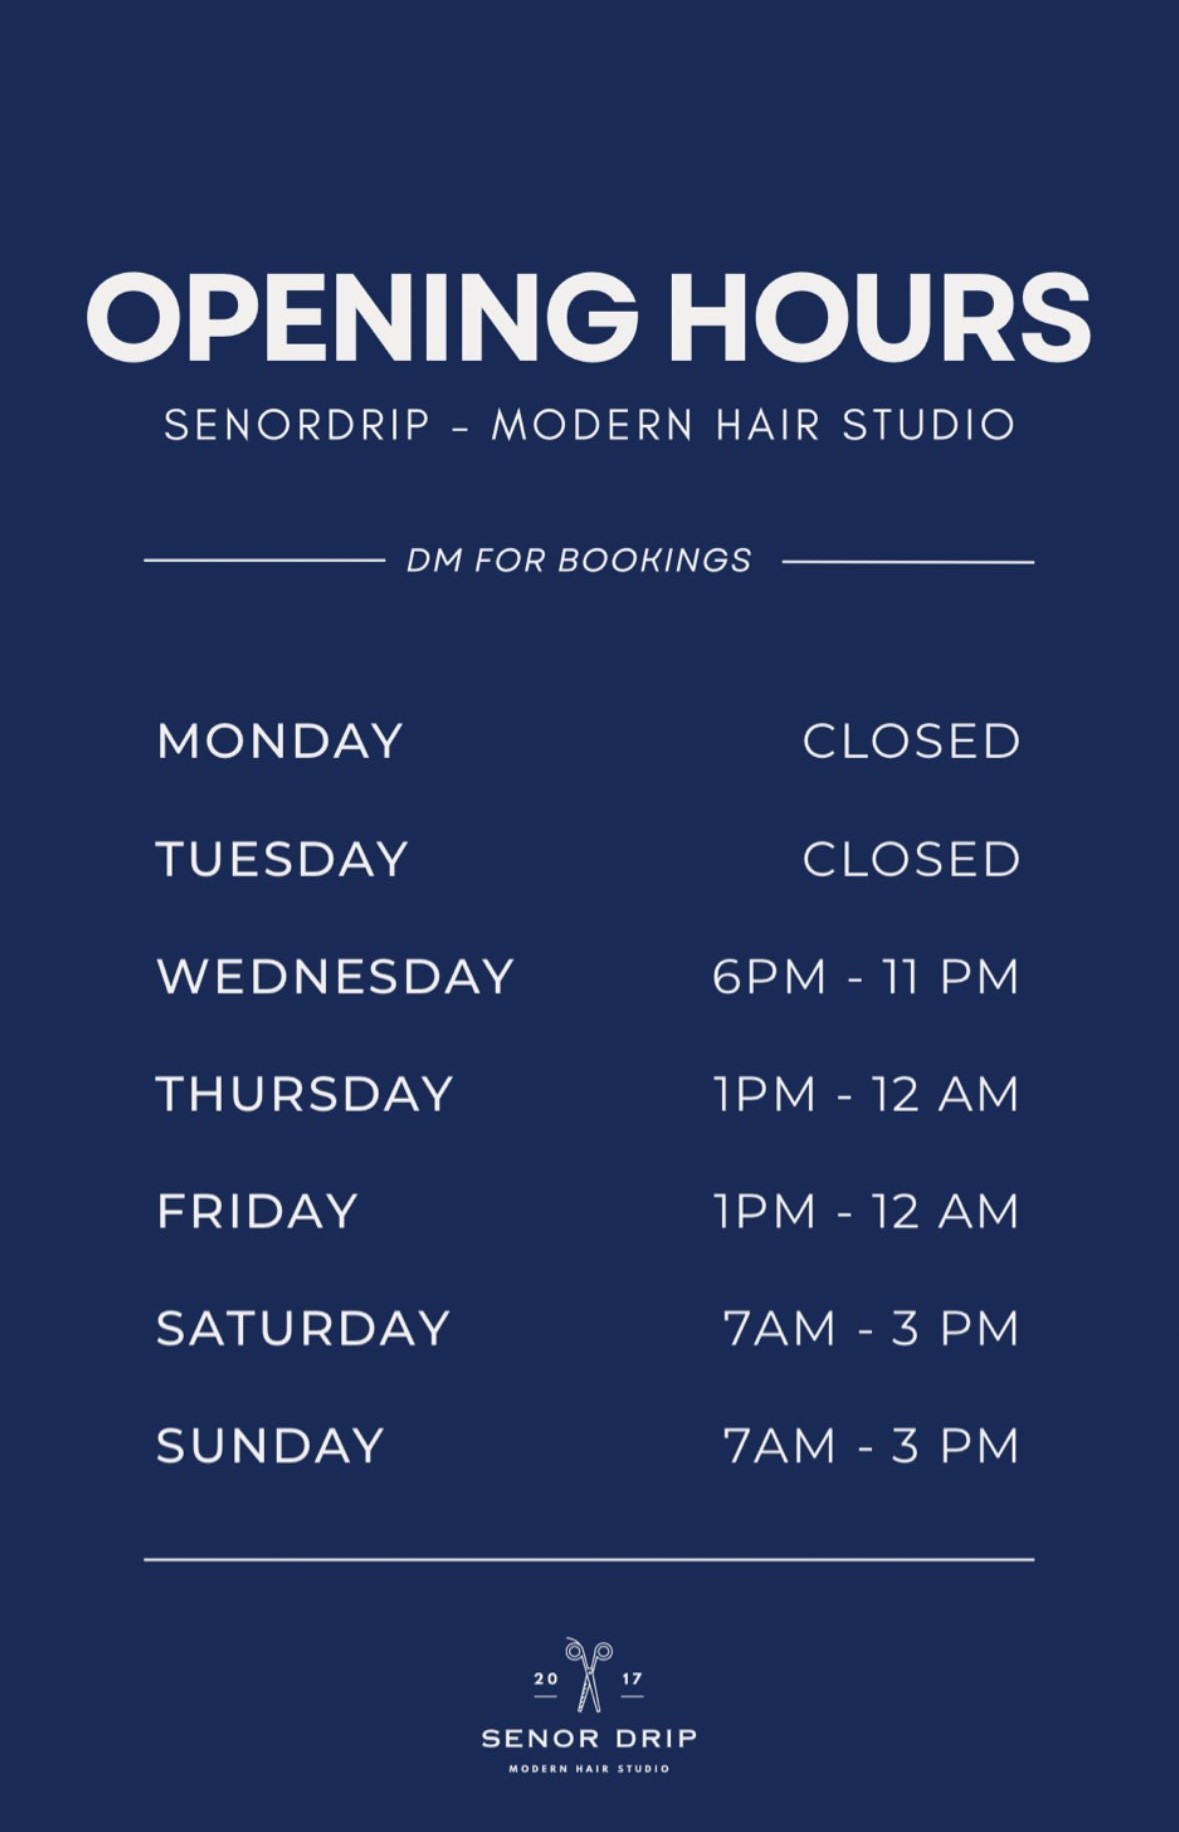 OPENING HOURS
SENORDRIP - MODERN HAIR STUDIO
DM FOR BOOKINGS
MONDAY CLOSED
TUESDAY CLOSED
WEDNESDAY 6PM - 11 PM
THURSDAY 1PM - 12 AM
FRIDAY 1PM - 12 AM
SATURDAY 7AM - 3 PM
SUNDAY 7AM - 3 PM
20 17
SENOR DRIP
MODERN HAIR STUDIO